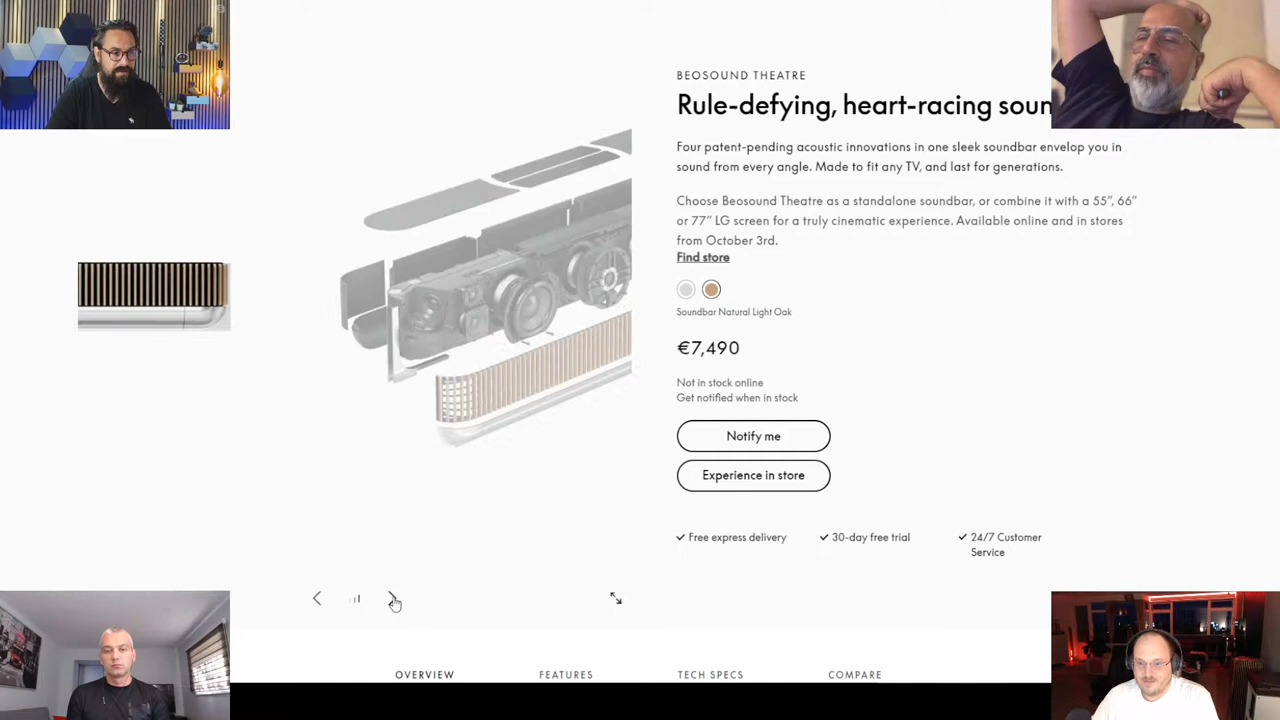 BEOSOUND THEATRE
Rule-defying, heart-racing soun
Four patent-pending acoustic innovations in one sleek soundbar envelop you in
sound from every angle. Made to fit any TV, and last for generations.
Choose Beosound Theatre as a standalone soundbar, or combine it with a 55", 66"
or 77" LG screen for a truly cinematic experience. Available online and in stores
from October 3rd.
Find store
Soundbar Natural Light Oak
€7,490
Not in stock online
Get notified when in stock
Notify me
Experience in store
Free express delivery
30-day free trial
24/7 Customer
Service
OVERVIEW
FEATURES
TECH SPECS
COMPARE